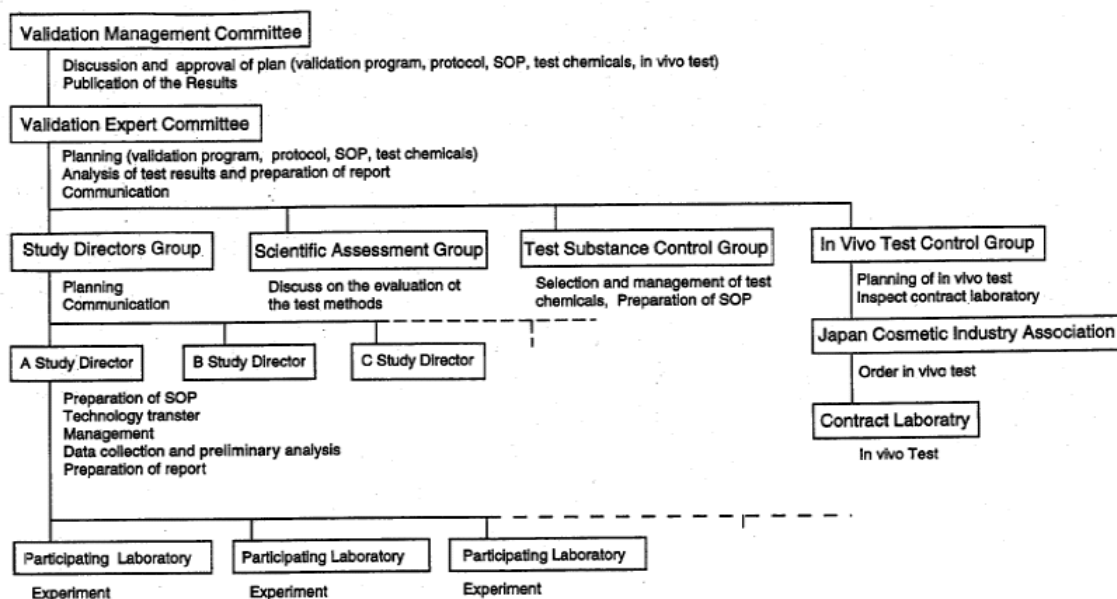 Validation Management Committee
Discussion and approval of plan (validation program, protocol, SOP, test chemicals, in vivo test)
Publication of the Results
Validation Expert Committee
Planning (validation program, protocol, SOP, test chemicals)
Analysis of test results and preparation of report
Communication
Study Directors Group
Planning
Communication
Scientific Assessment Group
Discuss on the evaluation of
the test methods
Test Substance Control Group
Selection and management of test
chemicals, Preparation of SOP
In Vivo Test Control Group
Planning of in vivo test
Inspect contract laboratory
Japan Cosmetic Industry Association
Order in vivo test
Contract Laboratry
In vivo Test
A Study Director
B Study Director
C Study Director
Preparation of SOP
Technology transter
Management
Data collection and preliminary analysis
Preparation of report
Participating Laboratory
Experiment
Participating Laboratory
Experiment
Participating Laboratory
Experiment